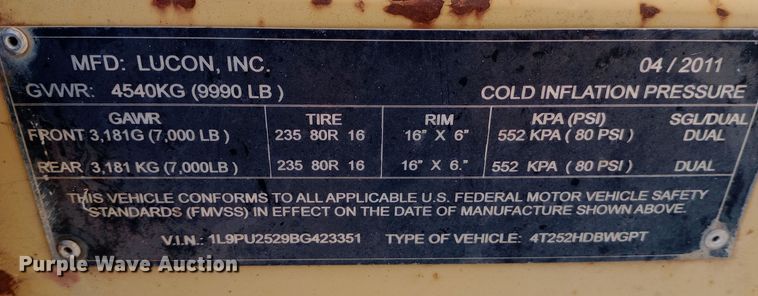 MFD: LUCON, INC. 04 / 2011
GVWR: 4540KG (9990 LB ) COLD INFLATION PRESSURE
GAWR TIRE RIM KPA (PSI) SGL/DUAL
FRONT 3,181G (7,000 LB ) 235 80R 16 16" X 6" 552 KPA ( 80 PSI ) DUAL
REAR 3,181 KG (7,000LB) 235 80R 16 16" X 6." 552 KPA ( 80 PSI) DUAL
THIS VEHICLE CONFORMS TO ALL APPLICABLE U.S. FEDERAL MOTOR VEHICLE SAFETY
STANDARDS (FMVSS) IN EFFECT ON THE DATE OF MANUFACTURE SHOWN ABOVE.
V.I.N.: 1L9PU2529BG423351 TYPE OF VEHICLE: 4T252HDBWGPT
Purple Wave Auction